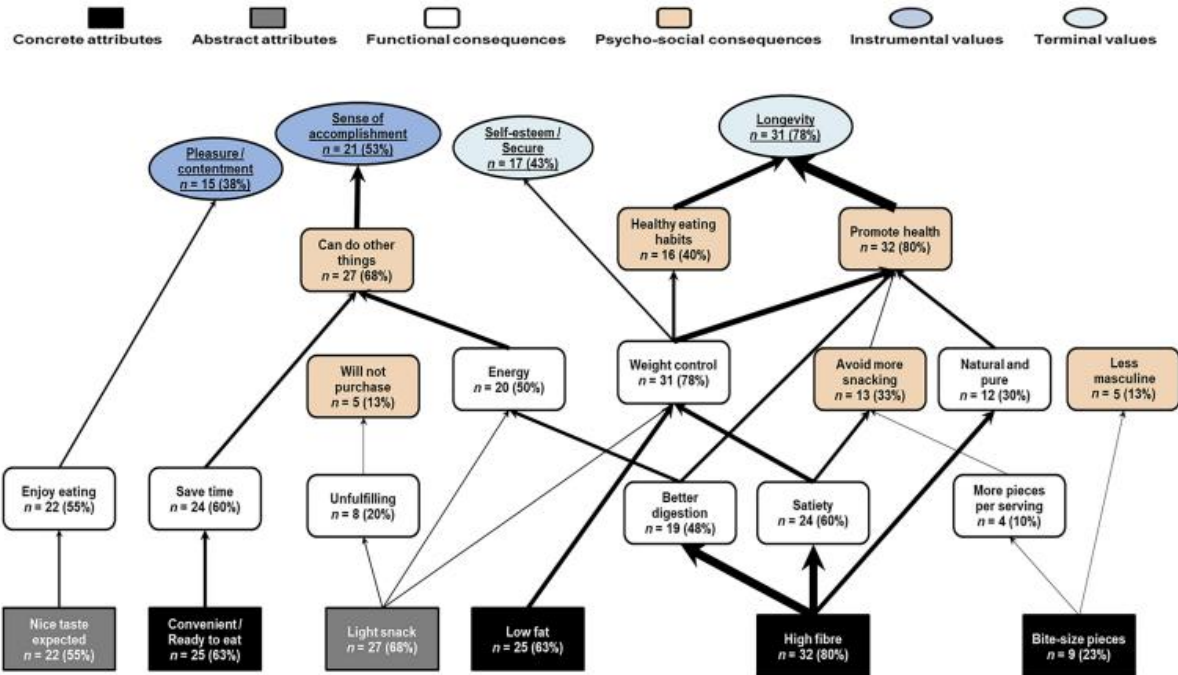 Concrete attributes
Abstract attributes
Functional consequences
Psycho-social consequences
Instrumental values
Terminal values
Sense of
accomplishment
n = 21 (53%)
Self-esteem /
Secure
n = 17 (43%)
Longevity
n = 31 (78%)
Pleasure /
contentment
n = 15 (38%)
Can do other
things
n = 27 (68%)
Healthy eating
habits
n = 16 (40%)
Promote health
n = 32 (80%)
Will not
purchase
n = 5 (13%)
Energy
n = 20 (50%)
Weight control
n = 31 (78%)
Avoid more
snacking
n = 13 (33%)
Natural and
pure
n = 12 (30%)
Less
masculine
n = 5 (13%)
Enjoy eating
n = 22 (55%)
Save time
n = 24 (60%)
Unfulfilling
n = 8 (20%)
Better
digestion
n = 19 (48%)
Satiety
n = 24 (60%)
More pieces
per serving
n = 4 (10%)
Nice taste
expected
n = 22 (55%)
Convenient /
Ready to eat
n = 25 (63%)
Light snack
n = 27 (68%)
Low fat
n = 25 (63%)
High fibre
n = 32 (80%)
Bite-size pieces
n = 9 (23%)